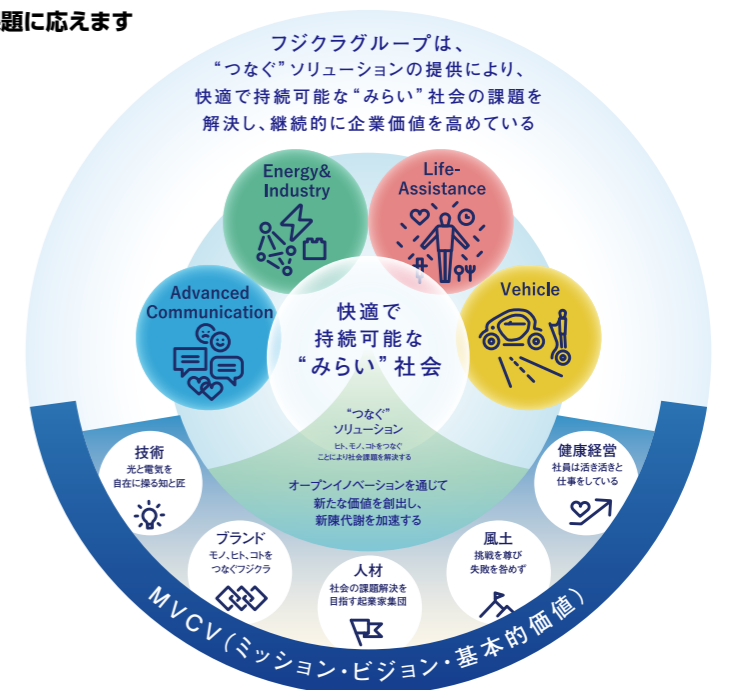 題に応えます
フジクラグループは、
“つなぐ”ソリューションの提供により、
快適で持続可能な“みらい”社会の課題を
解決し、継続的に企業価値を高めている
Energy&
Industry
Life-
Assistance
Advanced
Communication
Vehicle
快適で
持続可能な
“みらい”社会
“つなぐ”
ソリューション
ヒト、モノ、コトをつなぐ
ことにより社会課題を解決する
オープンイノベーションを通じて
新たな価値を創出し、
新陳代謝を加速する
技術
光と電気を
自在に操る知と匠
ブランド
モノ、ヒト、コトを
つなぐフジクラ
人材
社会の課題解決を
目指す起業家集団
風土
挑戦を尊び
失敗を咎めず
健康経営
社員は活き活きと
仕事をしている
MVCV(ミッション・ビジョン・基本的価値)